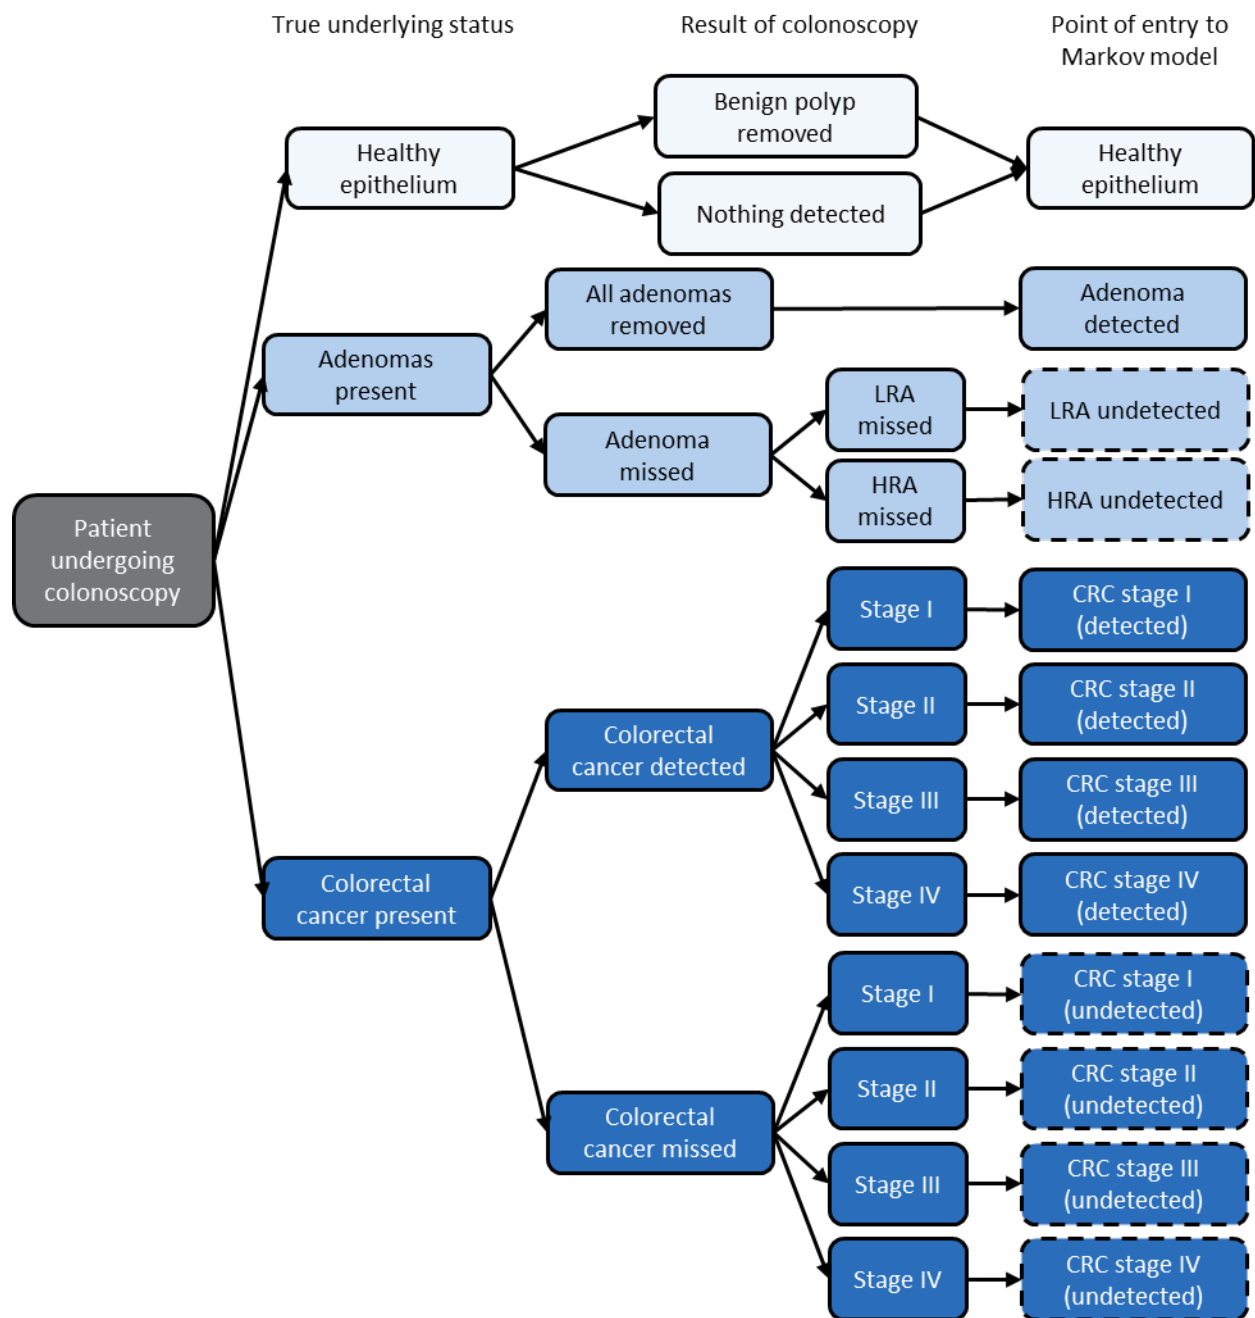 True underlying status
Result of colonoscopy
Point of entry to
Markov model
Healthy
epithelium
Benign polyp
removed
Nothing detected
Healthy
epithelium
Adenomas
present
All adenomas
removed
Adenoma
detected
Adenoma
missed
LRA
missed
LRA undetected
HRA
missed
HRA undetected
Patient
undergoing
colonoscopy
Colorectal
cancer present
Colorectal
cancer detected
Stage I
CRC stage I
(detected)
Stage II
CRC stage II
(detected)
Stage III
CRC stage III
(detected)
Stage IV
CRC stage IV
(detected)
Colorectal
cancer missed
Stage I
CRC stage I
(undetected)
Stage II
CRC stage II
(undetected)
Stage III
CRC stage III
(undetected)
Stage IV
CRC stage IV
(undetected)